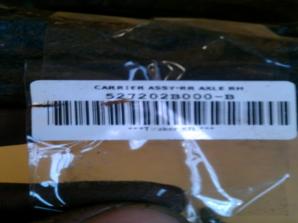 CARRIER ASSY-RR AXLE RH
527202B000-B